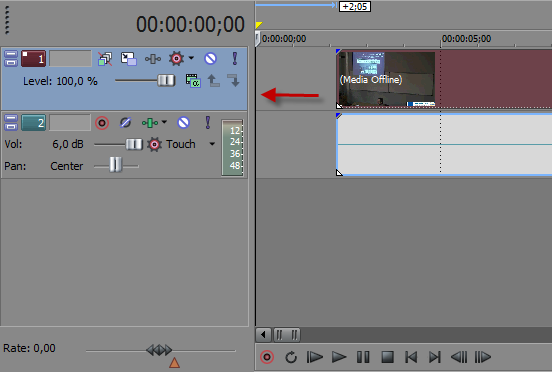 +2:05
00:00:00;00
0:00:00;00
00:00:05;00
1
Level: 100,0 %
(Media Offline)
2
Vol:
6,0 dB
Touch
Pan:
Center
12
24
36
48
Rate: 0,00